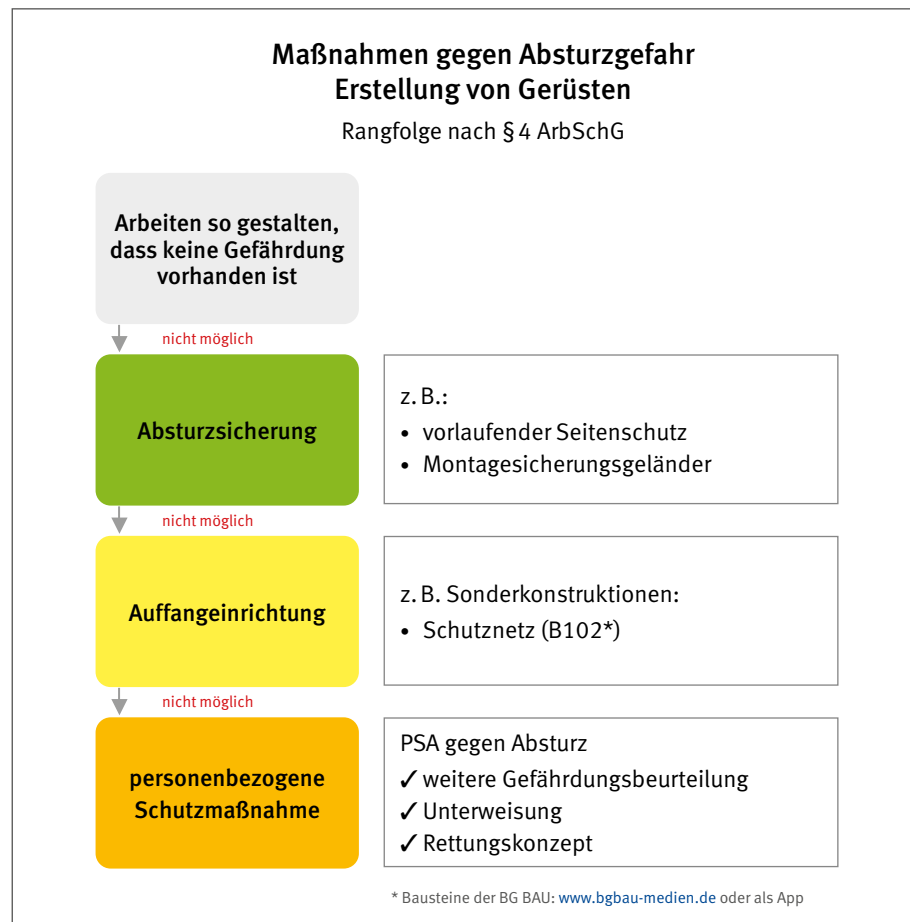 Maßnahmen gegen Absturzgefahr
Erstellung von Gerüsten
Rangfolge nach § 4 ArbSchG
Arbeiten so gestalten,
dass keine Gefährdung
vorhanden ist
nicht möglich
Absturzsicherung
z. B.:
• vorlaufender Seitenschutz
• Montagesicherungsgeländer
nicht möglich
Auffangeinrichtung
z. B. Sonderkonstruktionen:
• Schutznetz (B102*)
nicht möglich
personenbezogene
Schutzmaßnahme
PSA gegen Absturz
✓ weitere Gefährdungsbeurteilung
✓ Unterweisung
✓ Rettungskonzept
* Bausteine der BG BAU: www.bgbau-medien.de oder als App